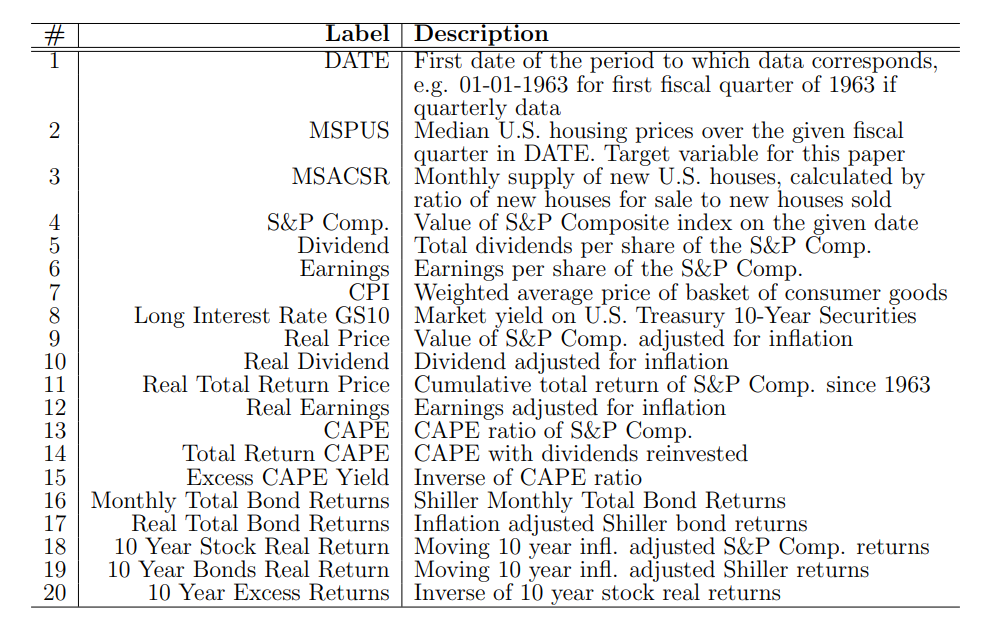 # Label Description
1 DATE First date of the period to which data corresponds,
e.g. 01-01-1963 for first fiscal quarter of 1963 if
quarterly data
2 MSPUS Median U.S. housing prices over the given fiscal
quarter in DATE. Target variable for this paper
3 MSACSR Monthly supply of new U.S. houses, calculated by
ratio of new houses for sale to new houses sold
4 S&P Comp. Value of S&P Composite index on the given date
5 Dividend Total dividends per share of the S&P Comp.
6 Earnings Earnings per share of the S&P Comp.
7 CPI Weighted average price of basket of consumer goods
8 Long Interest Rate GS10 Market yield on U.S. Treasury 10-Year Securities
9 Real Price Value of S&P Comp. adjusted for inflation
10 Real Dividend Dividend adjusted for inflation
11 Real Total Return Price Cumulative total return of S&P Comp. since 1963
12 Real Earnings Earnings adjusted for inflation
13 CAPE CAPE ratio of S&P Comp.
14 Total Return CAPE CAPE with dividends reinvested
15 Excess CAPE Yield Inverse of CAPE ratio
16 Monthly Total Bond Returns Shiller Monthly Total Bond Returns
17 Real Total Bond Returns Inflation adjusted Shiller bond returns
18 10 Year Stock Real Return Moving 10 year infl. adjusted S&P Comp. returns
19 10 Year Bonds Real Return Moving 10 year infl. adjusted Shiller returns
20 10 Year Excess Returns Inverse of 10 year stock real returns